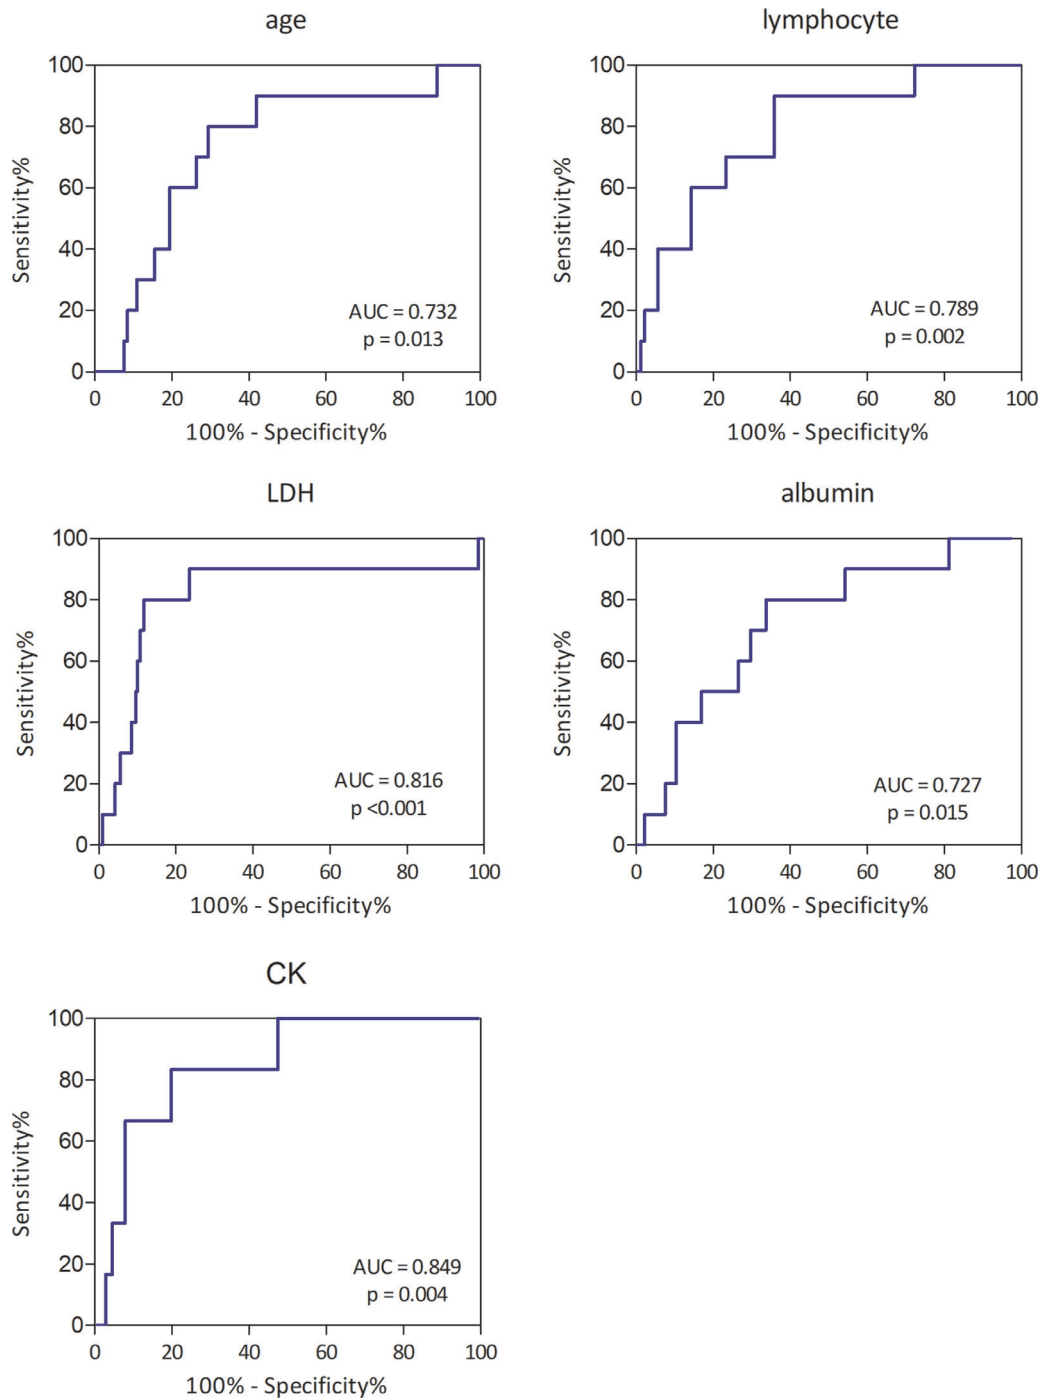 age
100
80
60
40
20
0
Sensitivity%
AUC = 0.732
p = 0.013
0 20 40 60 80 100
100% - Specificity%
lymphocyte
100
80
60
40
20
0
Sensitivity%
AUC = 0.789
p = 0.002
0 20 40 60 80 100
100% - Specificity%
LDH
100
80
60
40
20
0
Sensitivity%
AUC = 0.816
p <0.001
0 20 40 60 80 100
100% - Specificity%
albumin
100
80
60
40
20
0
Sensitivity%
AUC = 0.727
p = 0.015
0 20 40 60 80 100
100% - Specificity%
CK
100
80
60
40
20
0
Sensitivity%
AUC = 0.849
p = 0.004
0 20 40 60 80 100
100% - Specificity%